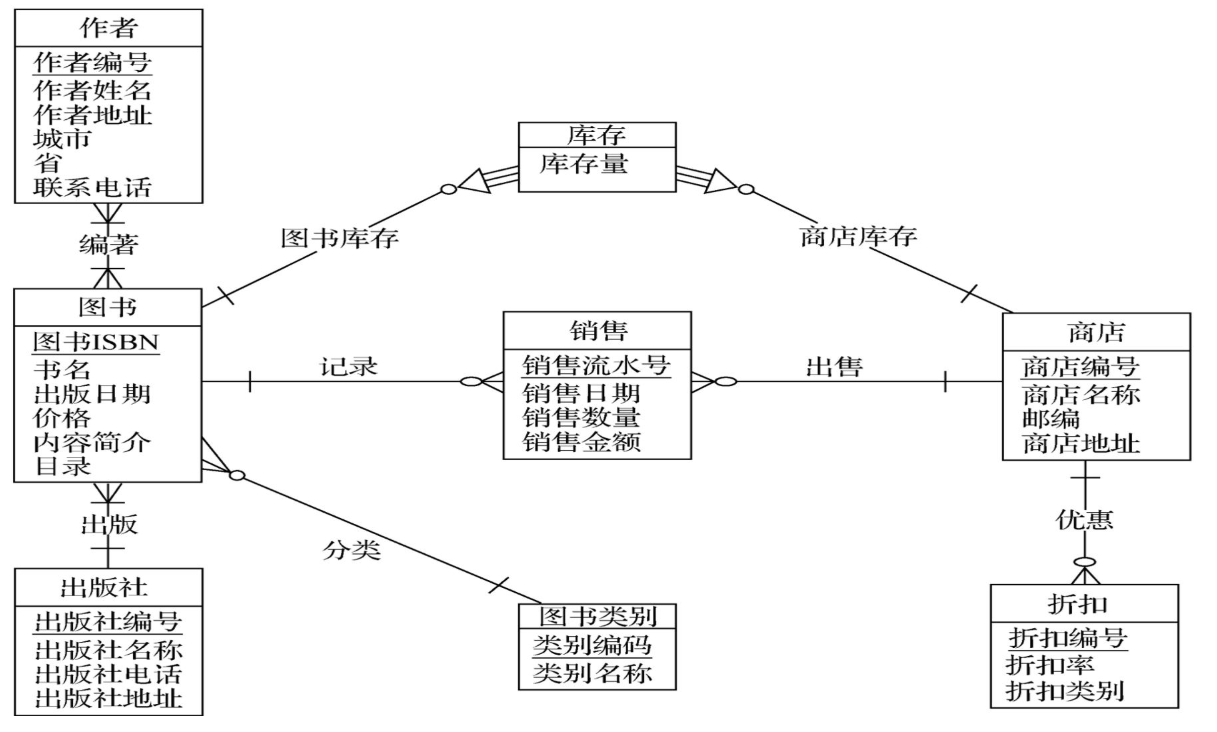 作者
作者编号
作者姓名
作者地址
城市
省
联系电话
编著
库存
库存量
图书库存
商店库存
图书
图书ISBN
书名
出版日期
价格
内容简介
目录
记录
销售
销售流水号
销售日期
销售数量
销售金额
出售
商店
商店编号
商店名称
邮编
商店地址
出版
分类
优惠
出版社
出版社编号
出版社名称
出版社电话
出版社地址
图书类别
类别编码
类别名称
折扣
折扣编号
折扣率
折扣类别